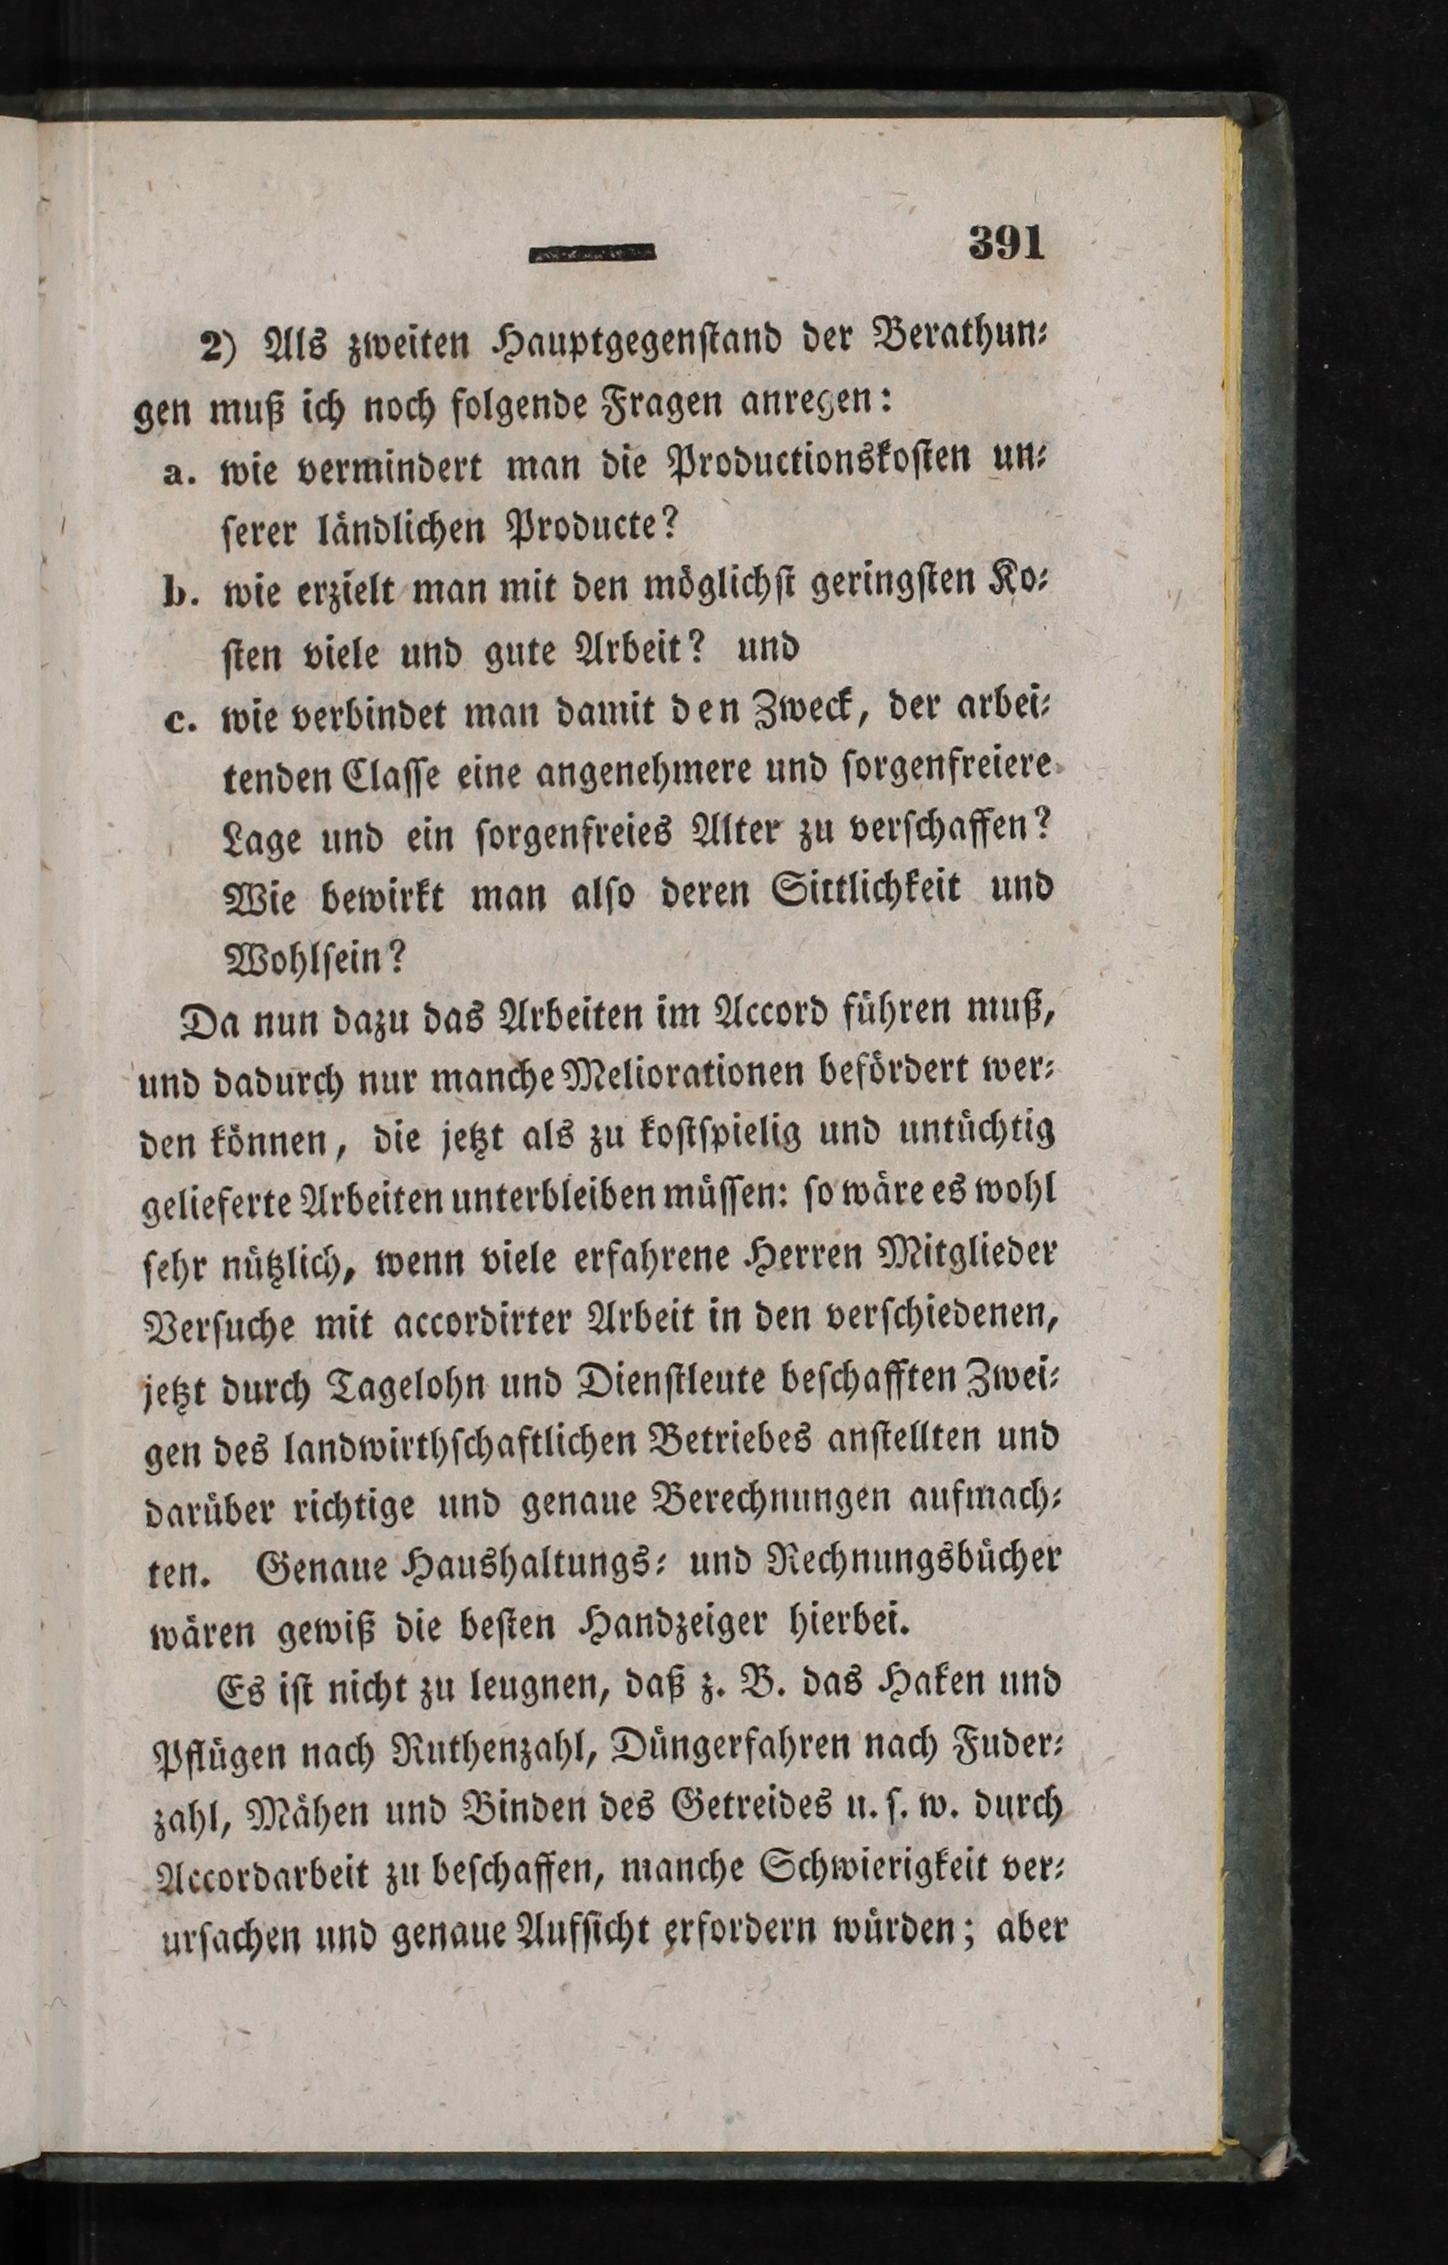 391
2) Als zweiten Hauptgegenstand der Berathun⸗
gen muß ich noch folgende Fragen anregen:
a. wie vermindert man die Productionskosten un⸗
serer ländlichen Producte?
b. wie erzielt man mit den möglichst geringsten Ko⸗
sten viele und gute Arbeit? und
c. wie verbindet man damit den Zweck, der arbei⸗
tenden Classe eine angenehmere und sorgenfreiere
Lage und ein sorgenfreies Alter zu verschaffen?
Wie bewirkt man also deren Sittlichkeit und
Wohlsein?
Da nun dazu das Arbeiten im Accord führen muß,
und dadurch nur manche Meliorationen befördert wer⸗
den können, die jetzt als zu kostspielig und untüchtig
gelieferte Arbeiten unterbleiben müssen: so wäre es wohl
sehr nützlich, wenn viele erfahrene Herren Mitglieder
Versuche mit accordirter Arbeit in den verschiedenen,
jetzt durch Tagelohn und Dienstleute beschafften Zwei⸗
gen des landwirthschaftlichen Betriebes anstellten und
darüber richtige und genaue Berechnungen aufmach⸗
ten. Genaue Haushaltungs⸗ und Rechnungsbücher
wären gewiß die besten Handzeiger hierbei.
Es ist nicht zu leugnen, daß z. B. das Haken und
Pflügen nach Ruthenzahl, Düngerfahren nach Fuder⸗
zahl, Mähen und Binden des Getreides u. s. w. durch
Accordarbeit zu beschaffen, manche Schwierigkeit ver⸗
ursachen und genaue Aufsicht erfordern würden; aber